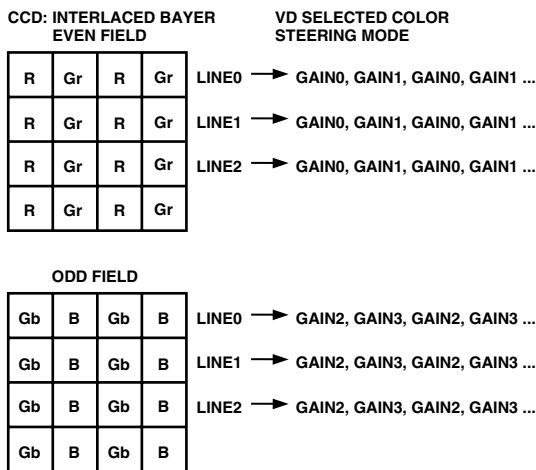 CCD: INTERLACED BAYER
EVEN FIELD
VD SELECTED COLOR
STEERING MODE
R Gr R Gr LINE0 GAIN0, GAIN1, GAIN0, GAIN1 ...
R Gr R Gr LINE1 GAIN0, GAIN1, GAIN0, GAIN1 ...
R Gr R Gr LINE2 GAIN0, GAIN1, GAIN0, GAIN1 ...
R Gr R Gr
ODD FIELD
Gb B Gb B LINE0 GAIN2, GAIN3, GAIN2, GAIN3 ...
Gb B Gb B LINE1 GAIN2, GAIN3, GAIN2, GAIN3 ...
Gb B Gb B LINE2 GAIN2, GAIN3, GAIN2, GAIN3 ...
Gb B Gb B